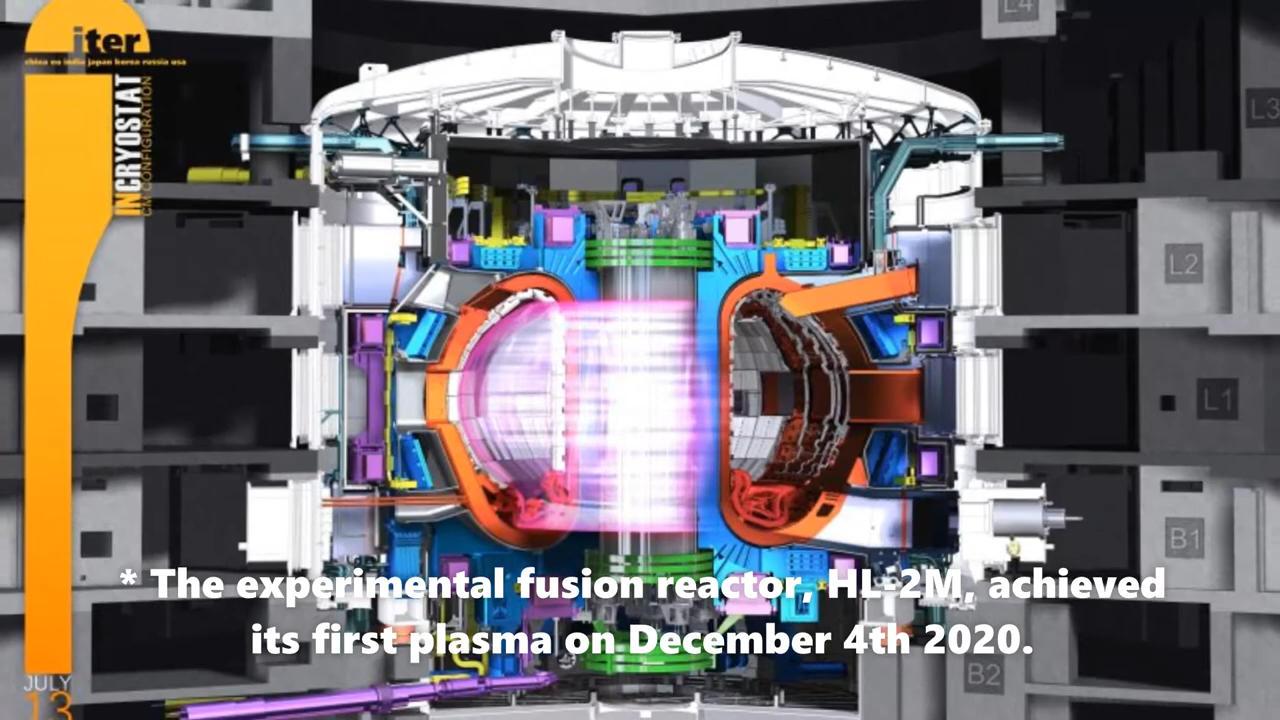 iter
china eu india japan korea russia usa
INCRYOSTAT
CM CONFIGURATION
L4
L3
L2
L1
B1
* The experimental fusion reactor, HL-2M, achieved
its first plasma on December 4th 2020.
B2
JULY
13